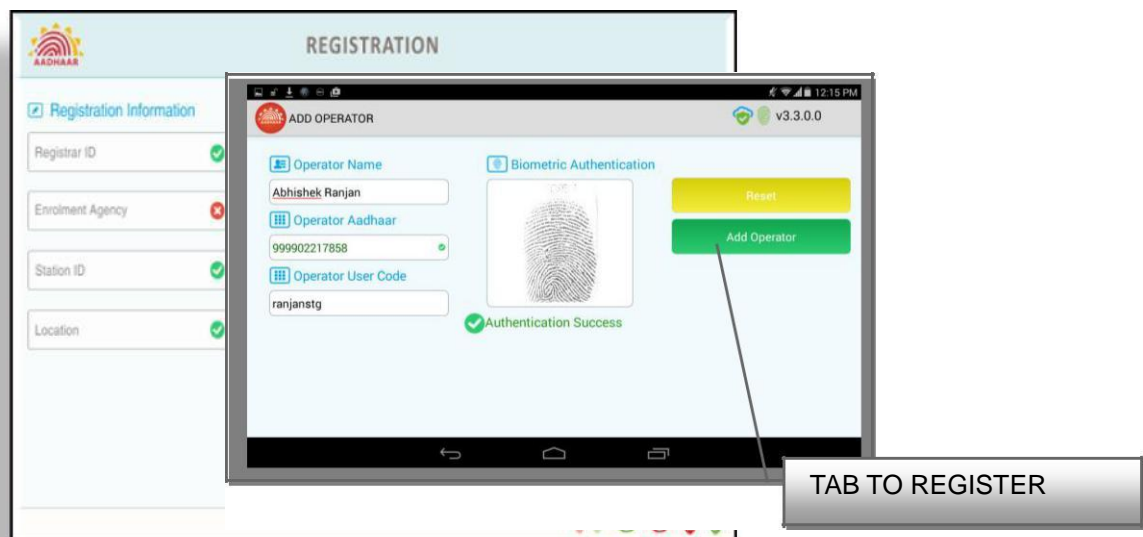 AADHAAR
REGISTRATION
Registration Information
Registrar ID
Enrolment Agency
Station ID
Location
12:15 PM
ADD OPERATOR
v3.3.0.0
Operator Name
Abhishek Ranjan
Operator Aadhaar
999902217858
Operator User Code
ranjanstg
Biometric Authentication
Authentication Success
Reset
Add Operator
TAB TO REGISTER